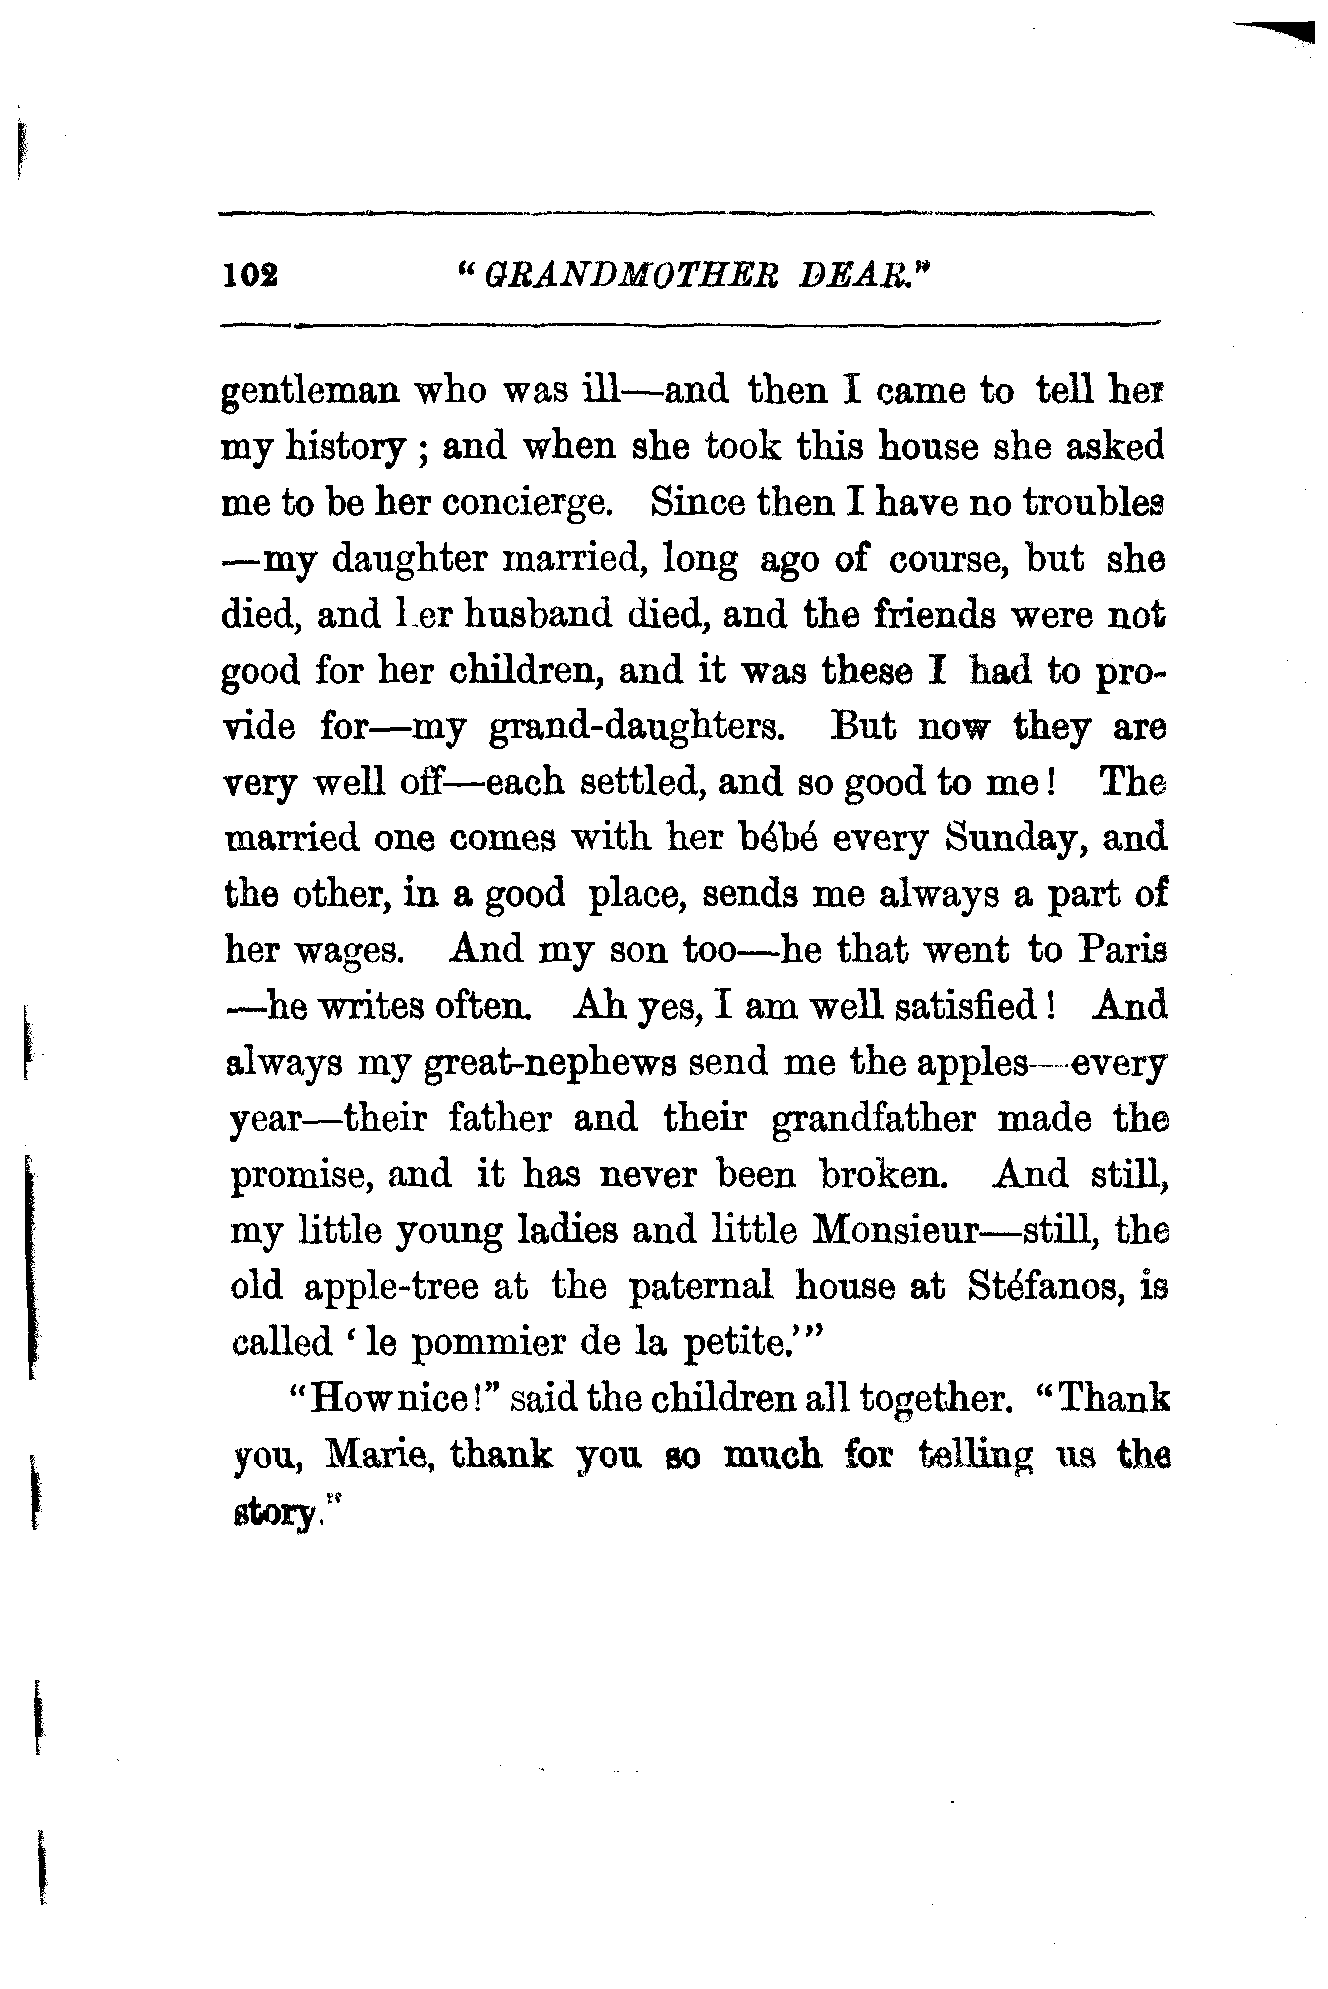 102 "GRANDMOTHER DEAR."
gentleman who was ill—and then I came to tell her
my history; and when she took this house she asked
me to be her concierge. Since then I have no troubles
—my daughter married, long ago of course, but she
died, and her husband died, and the friends were not
good for her children, and it was these I had to pro-
vide for—my grand-daughters. But now they are
very well off—each settled, and so good to me! The
married one comes with her bébé every Sunday, and
the other, in a good place, sends me always a part of
her wages. And my son too—he that went to Paris
—he writes often. Ah yes, I am well satisfied! And
always my great-nephews send me the apples—every
year—their father and their grandfather made the
promise, and it has never been broken. And still,
my little young ladies and little Monsieur—still, the
old apple-tree at the paternal house at Stéfanos, is
called 'le pommier de la petite.'"
"How nice!" said the children all together. "Thank
you, Marie, thank you so much for telling us the
story."